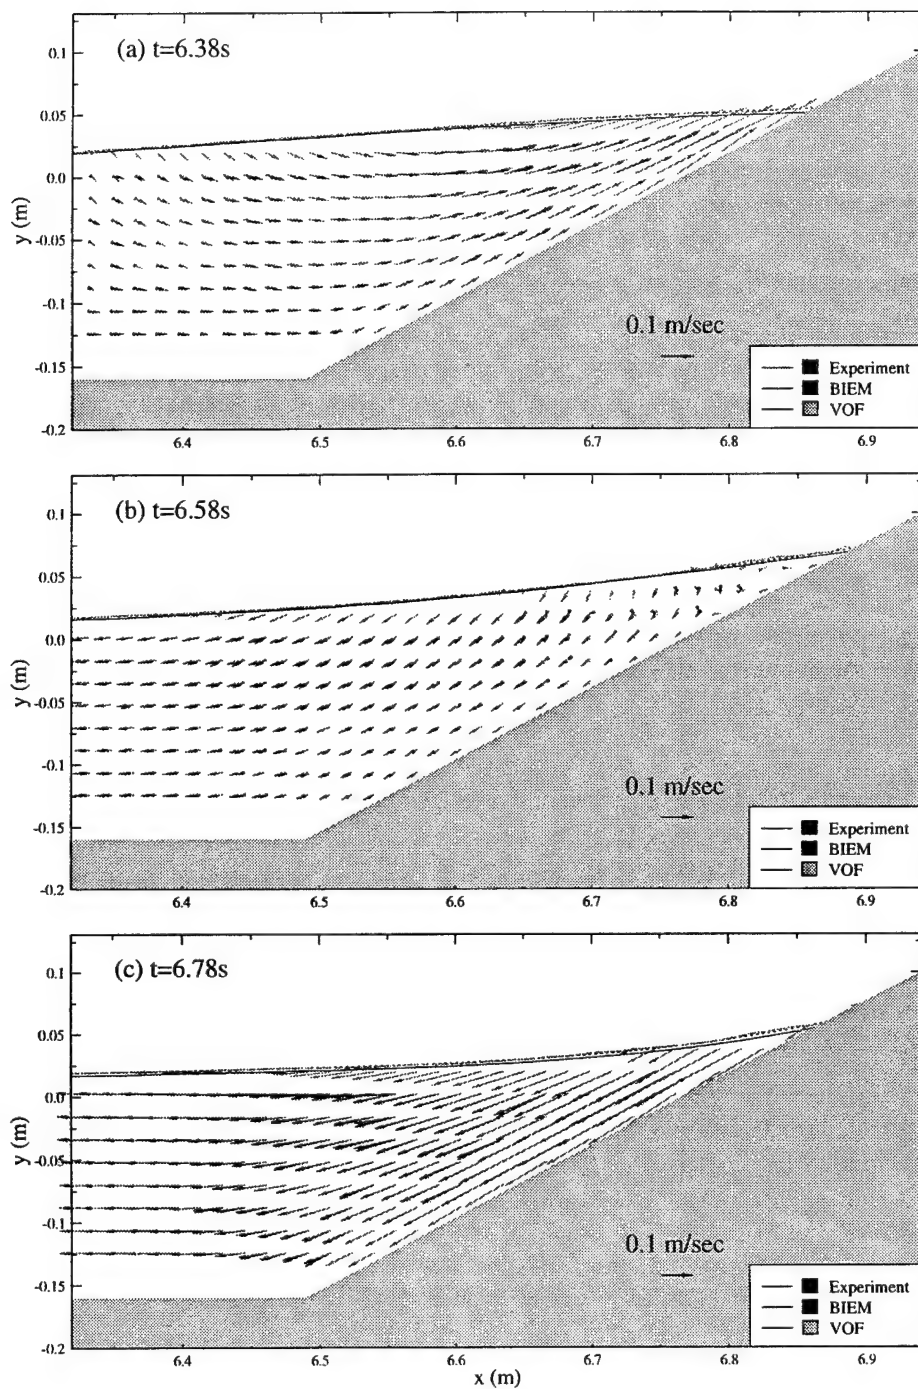 (a) t=6.38s
0.1
0.05
0.0
-0.05
-0.1
-0.15
-0.2
y (m)
0.1 m/sec
Experiment
BIEM
VOF
6.4 6.5 6.6 6.7 6.8 6.9
(b) t=6.58s
0.1
0.05
0.0
-0.05
-0.1
-0.15
-0.2
y (m)
0.1 m/sec
Experiment
BIEM
VOF
6.4 6.5 6.6 6.7 6.8 6.9
(c) t=6.78s
0.1
0.05
0.0
-0.05
-0.1
-0.15
-0.2
y (m)
0.1 m/sec
Experiment
BIEM
VOF
6.4 6.5 6.6 6.7 6.8 6.9
x (m)